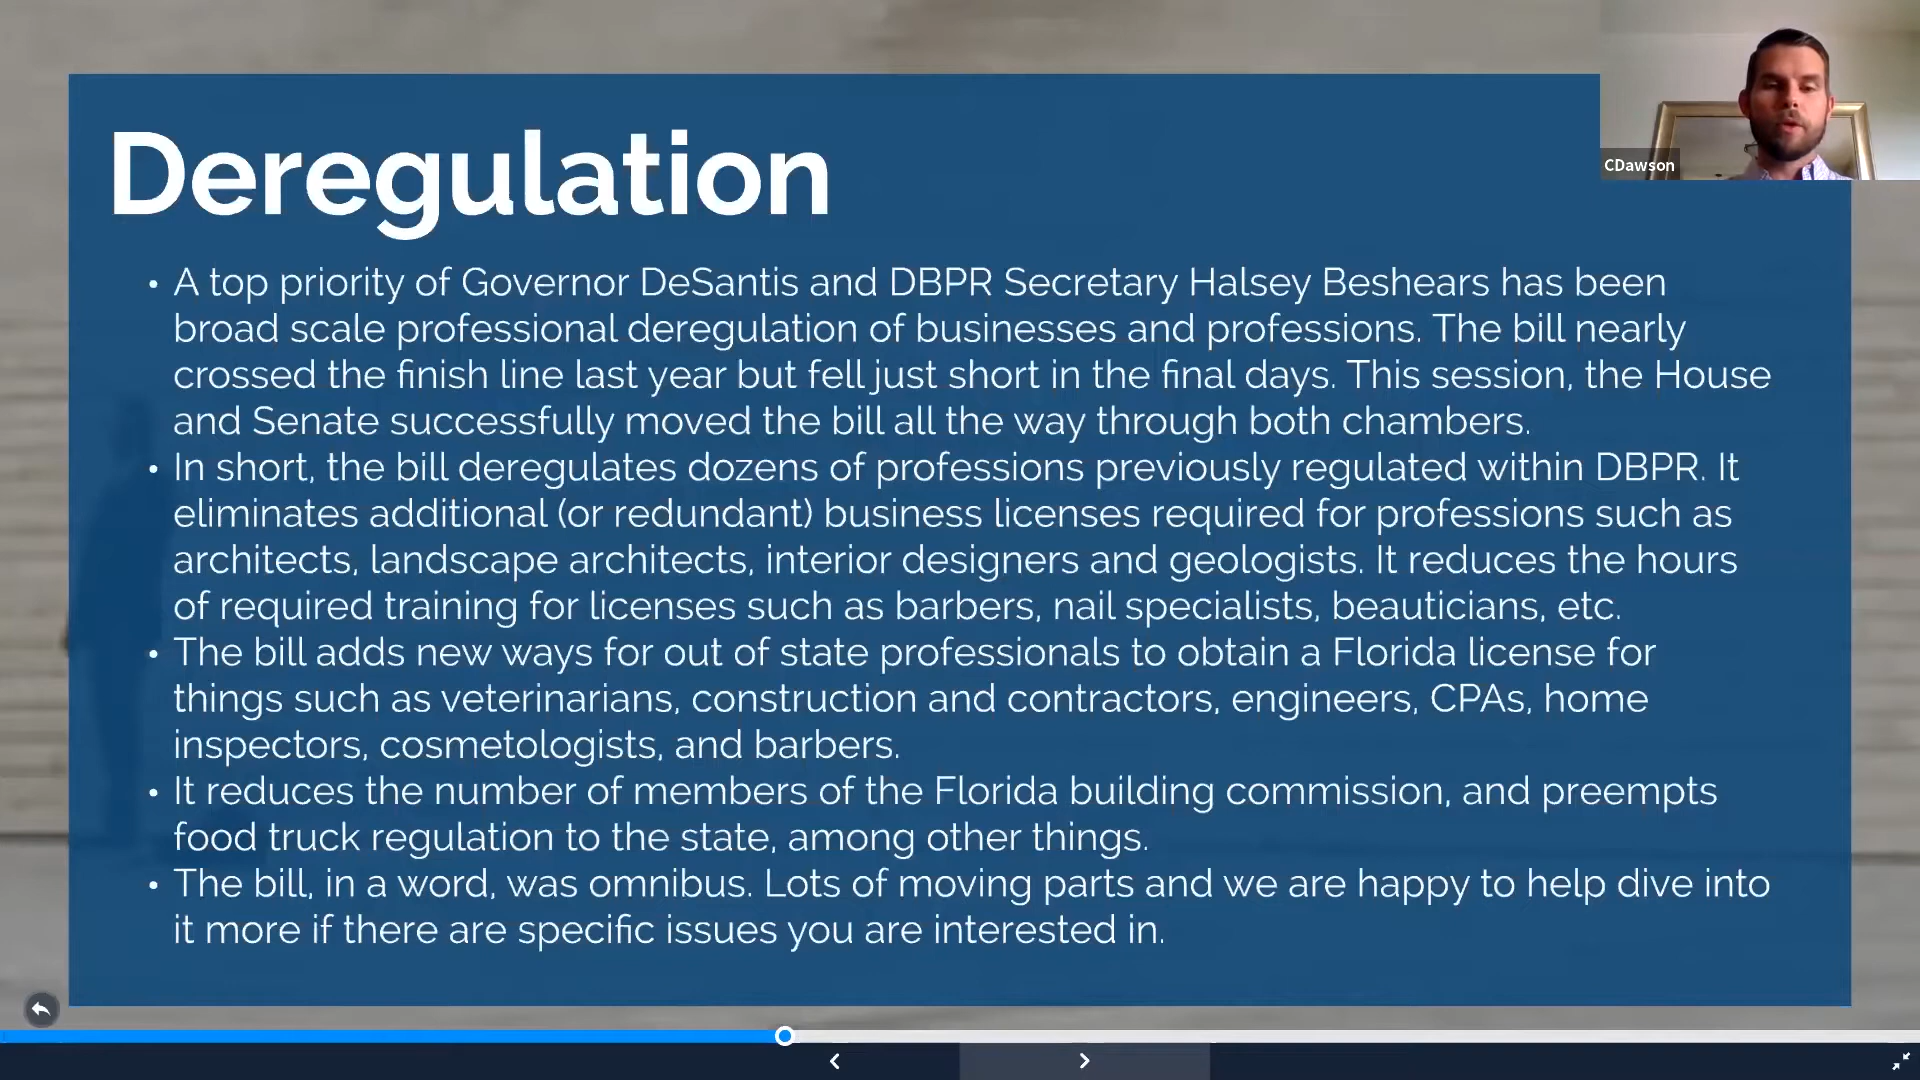 CDawson
Deregulation
• A top priority of Governor DeSantis and DBPR Secretary Halsey Beshears has been
broad scale professional deregulation of businesses and professions. The bill nearly
crossed the finish line last year but fell just short in the final days. This session, the House
and Senate successfully moved the bill all the way through both chambers.
• In short, the bill deregulates dozens of professions previously regulated within DBPR. It
eliminates additional (or redundant) business licenses required for professions such as
architects, landscape architects, interior designers and geologists. It reduces the hours
of required training for licenses such as barbers, nail specialists, beauticians, etc.
• The bill adds new ways for out of state professionals to obtain a Florida license for
things such as veterinarians, construction and contractors, engineers, CPAs, home
inspectors, cosmetologists, and barbers.
• It reduces the number of members of the Florida building commission, and preempts
food truck regulation to the state, among other things.
• The bill, in a word, was omnibus. Lots of moving parts and we are happy to help dive into
it more if there are specific issues you are interested in.